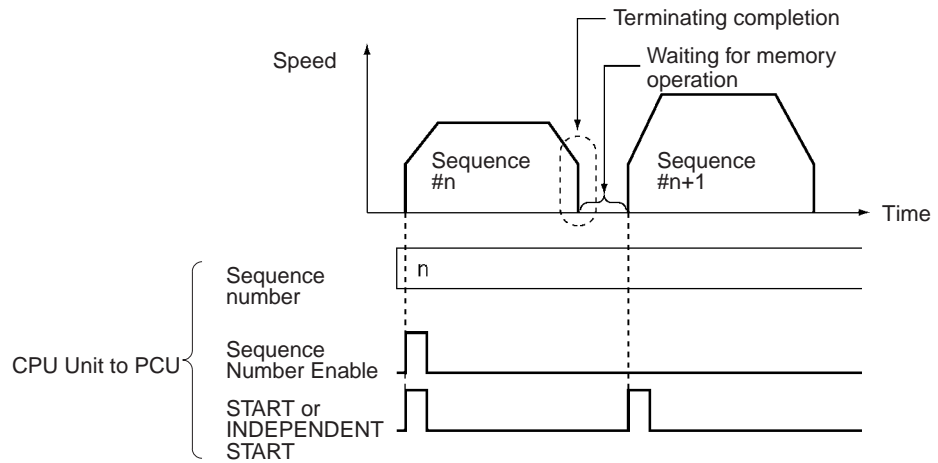 Terminating completion
Waiting for memory
operation
Speed
Sequence
#n
Sequence
#n+1
Time
Sequence
number
n
CPU Unit to PCU
Sequence
Number Enable
START or
INDEPENDENT
START